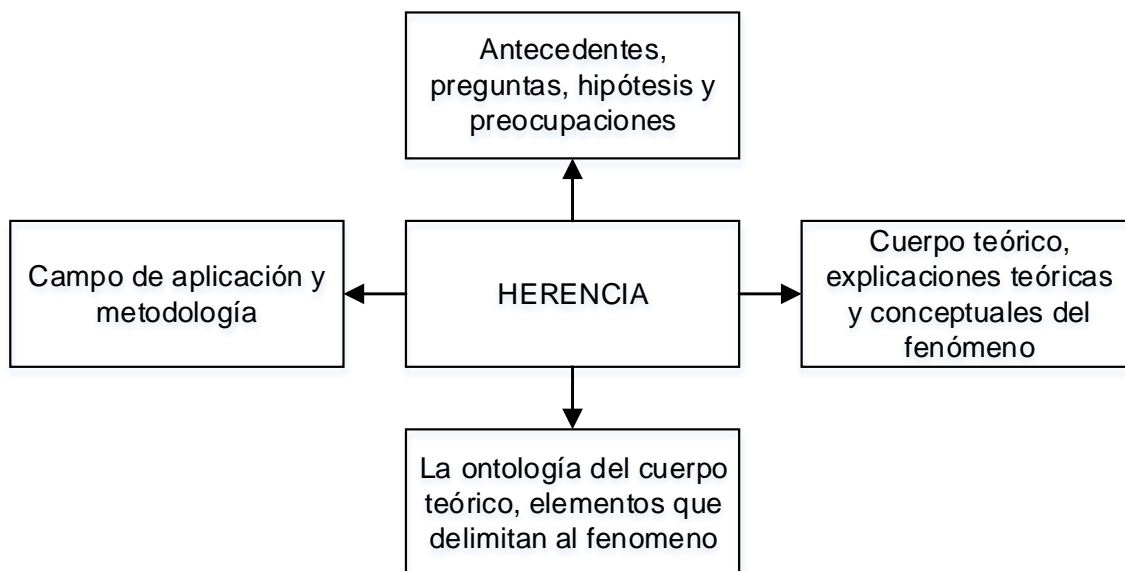 Antecedentes,
preguntas, hipótesis y
preocupaciones
Campo de aplicación y
metodología
HERENCIA
Cuerpo teórico,
explicaciones teóricas
y conceptuales del
fenómeno
La ontología del cuerpo
teórico, elementos que
delimitan al fenomeno